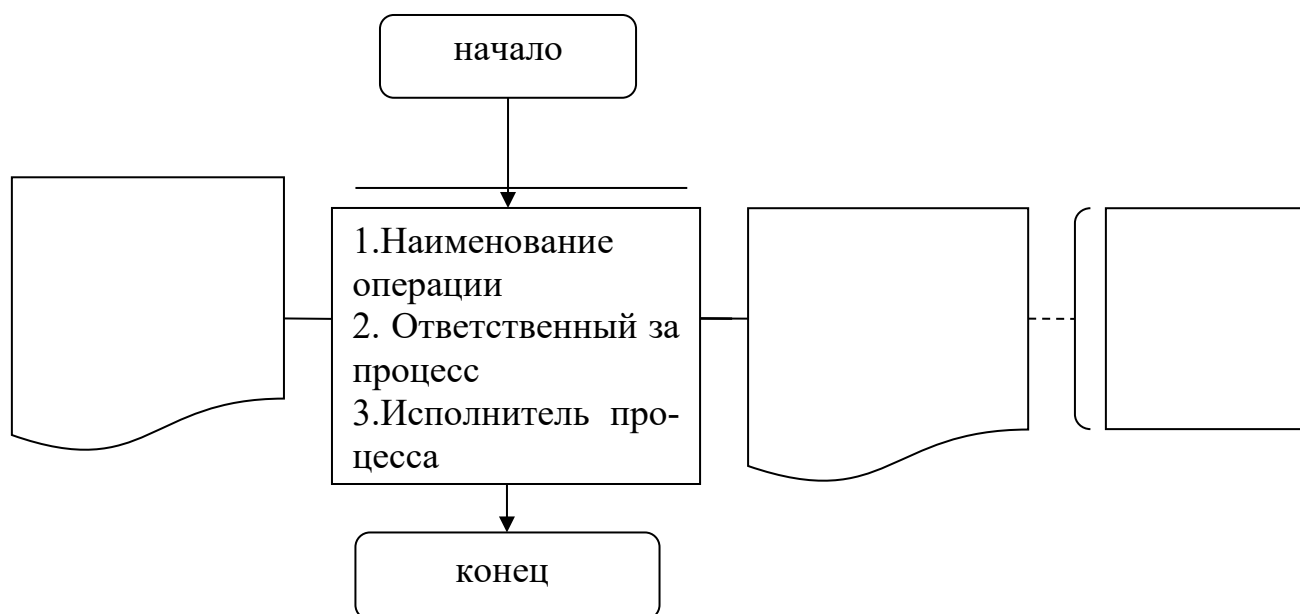 начало
1.Наименование
операции
2. Ответственный за
процесс
3.Исполнитель про-
цесса
конец